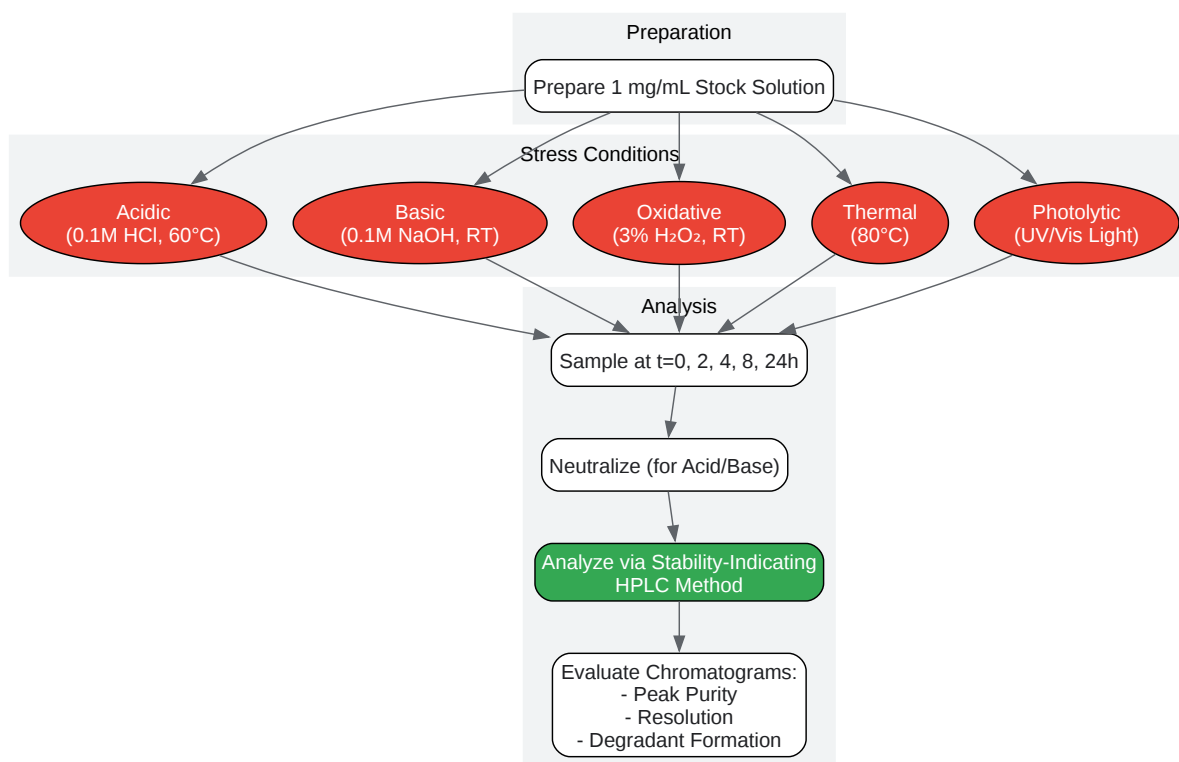 Preparation
Prepare 1 mg/mL Stock Solution
Stress Conditions
Acidic
(0.1M HCl, 60°C)
Basic
(0.1M NaOH, RT)
Oxidative
(3% H₂O₂, RT)
Thermal
(80°C)
Photolytic
(UV/Vis Light)
Analysis
Sample at t=0, 2, 4, 8, 24h
Neutralize (for Acid/Base)
Analyze via Stability-Indicating
HPLC Method
Evaluate Chromatograms:
- Peak Purity
- Resolution
- Degradant Formation